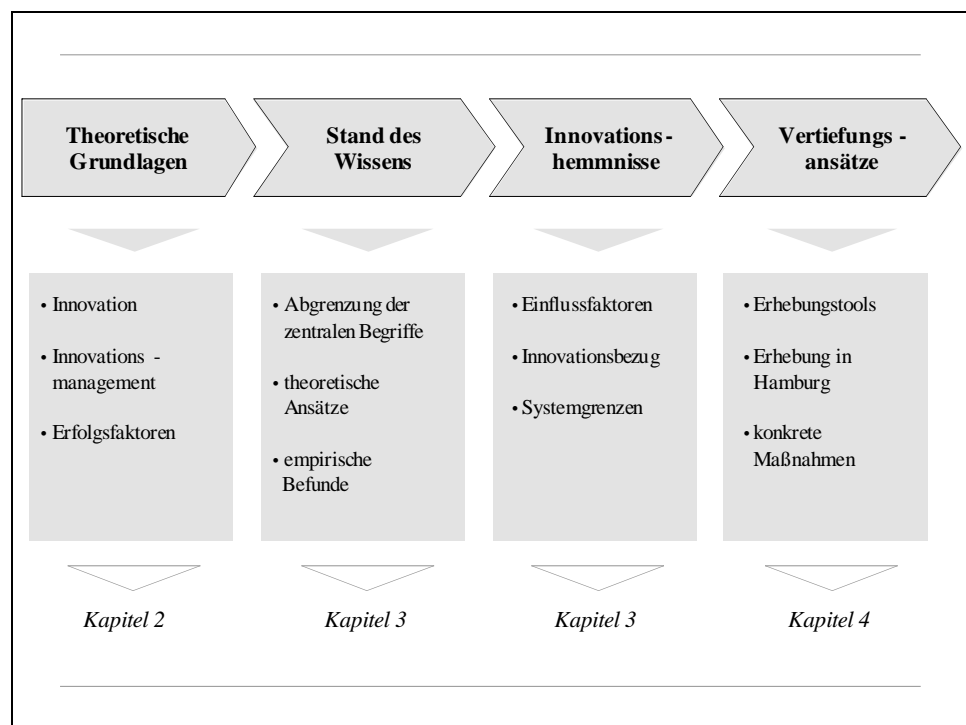 Theoretische
Grundlagen
Stand des
Wissens
Innovations-
hemmnisse
Vertiefungs -
ansätze
• Innovation
• Innovations -
management
• Erfolgsfaktoren
• Abgrenzung der
zentralen Begriffe
• theoretische
Ansätze
• empirische
Befunde
• Einflussfaktoren
• Innovationsbezug
• Systemgrenzen
• Erhebungstools
• Erhebung in
Hamburg
• konkrete
Maßnahmen
Kapitel 2
Kapitel 3
Kapitel 3
Kapitel 4